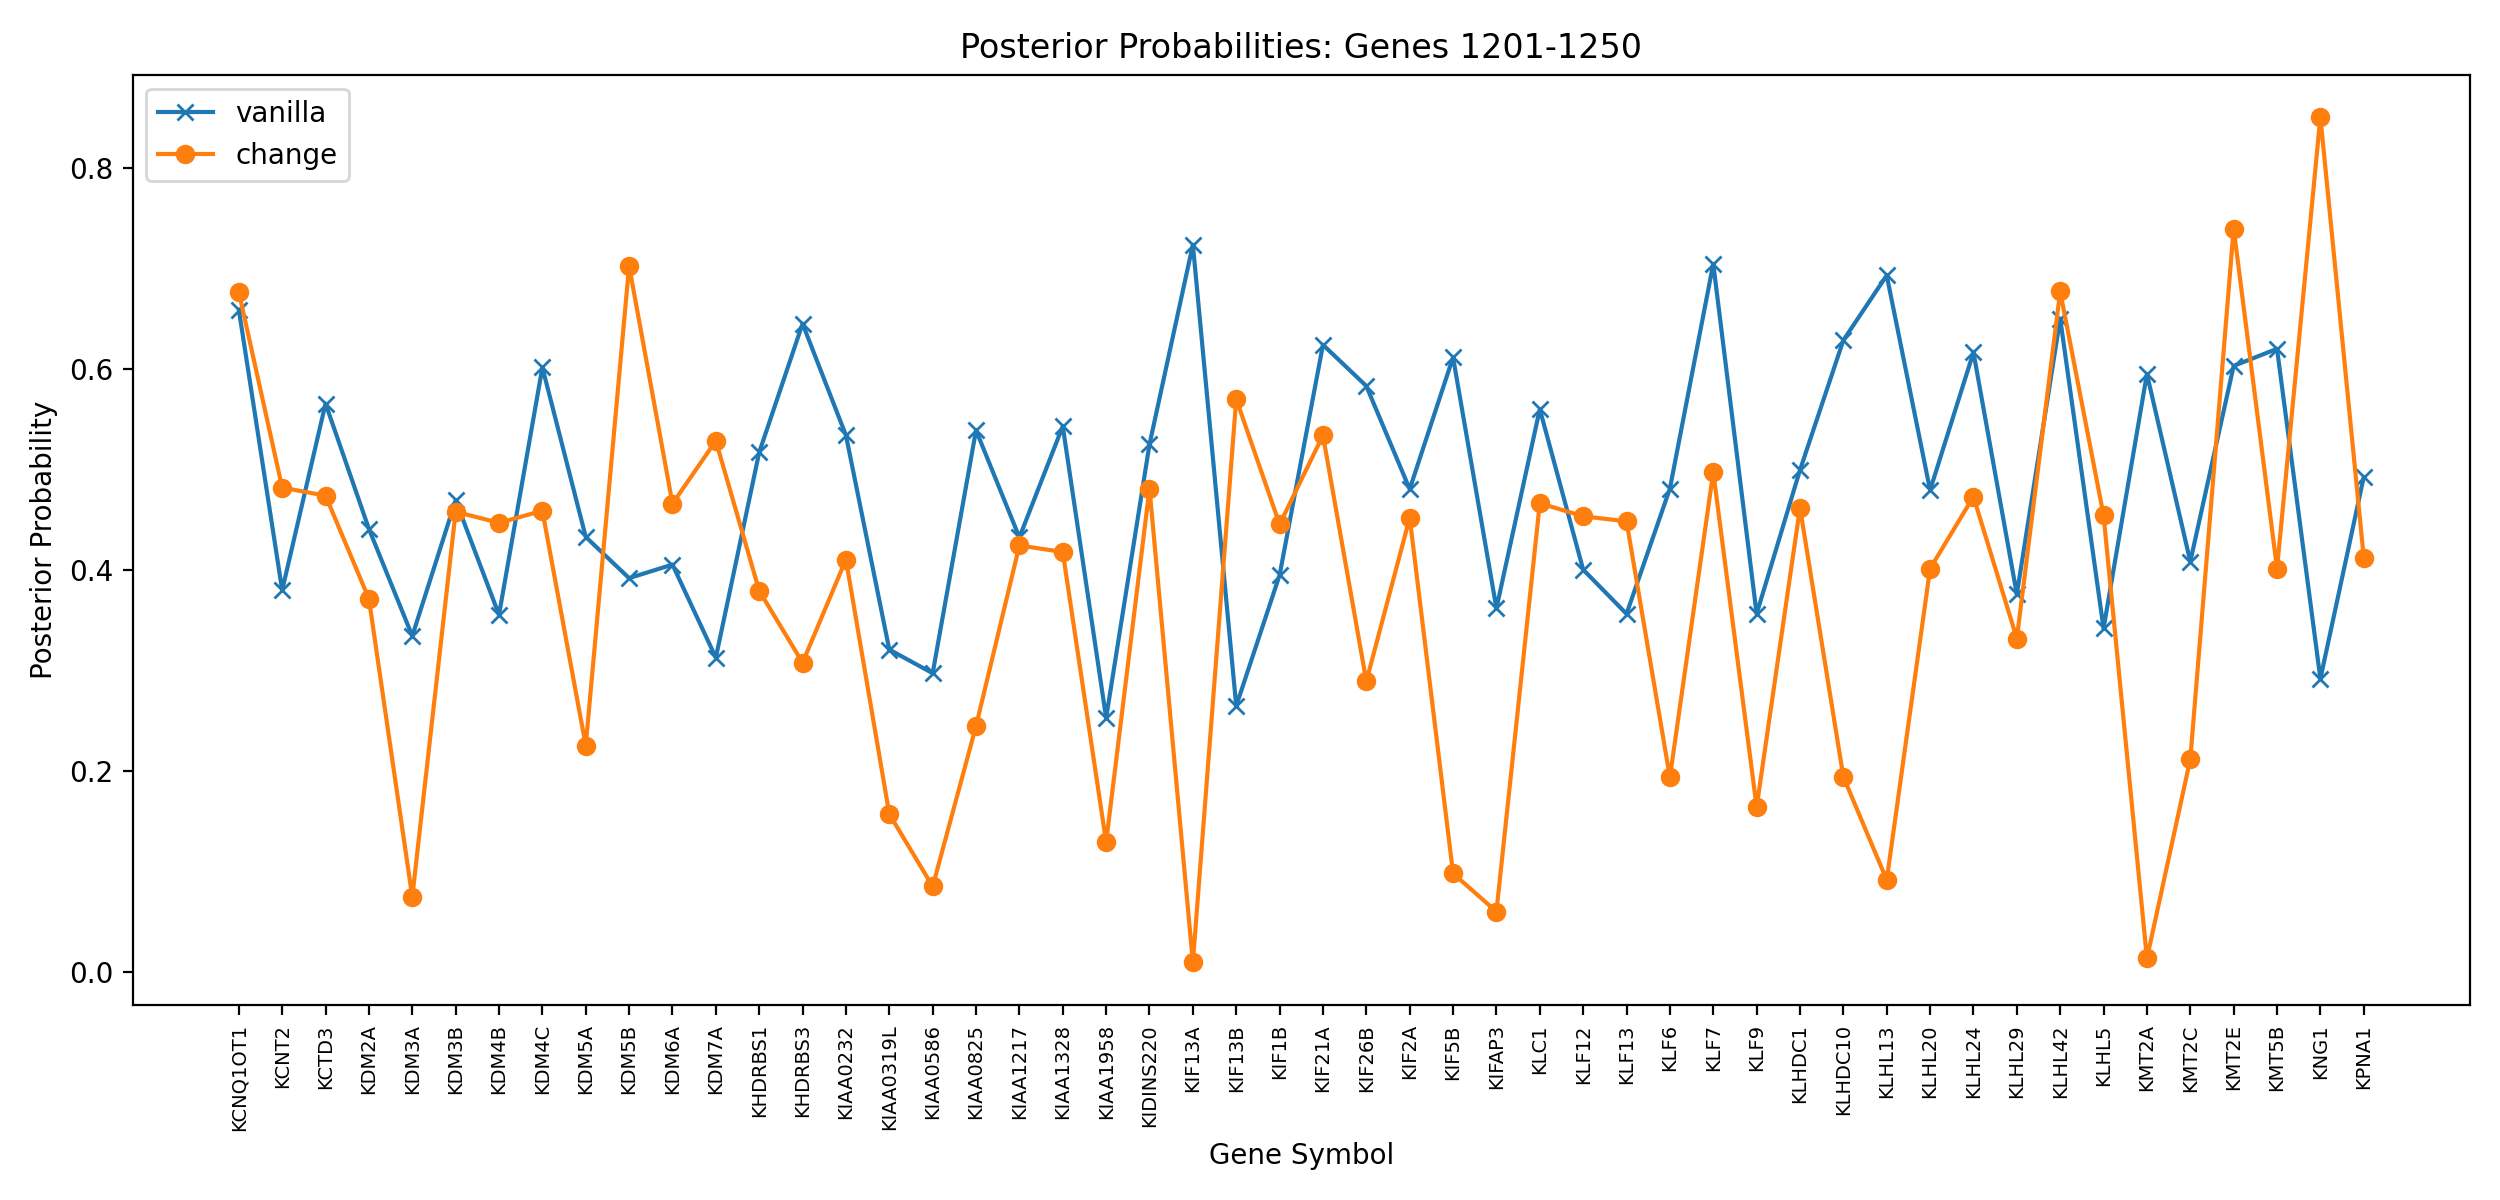 Posterior Probabilities: Genes 1201-1250
vanilla
change
Posterior Probability
0.8
0.6
0.4
0.2
0.0
KCNQ1OT1
KCNT2
KCTD3
KDM2A
KDM3A
KDM3B
KDM4B
KDM4C
KDM5A
KDM5B
KDM6A
KDM7A
KHDRBS1
KHDRBS3
KIAA0232
KIAA0319L
KIAA0586
KIAA0825
KIAA1217
KIAA1328
KIAA1958
KIDINS220
KIF13A
KIF13B
KIF1B
KIF21A
KIF26B
KIF2A
KIF5B
KIFAP3
KLC1
KLF12
KLF13
KLF6
KLF7
KLF9
KLHDC1
KLHDC10
KLHL13
KLHL20
KLHL24
KLHL29
KLHL42
KLHL5
KMT2A
KMT2C
KMT2E
KMT5B
KNG1
KPNA1
Gene Symbol